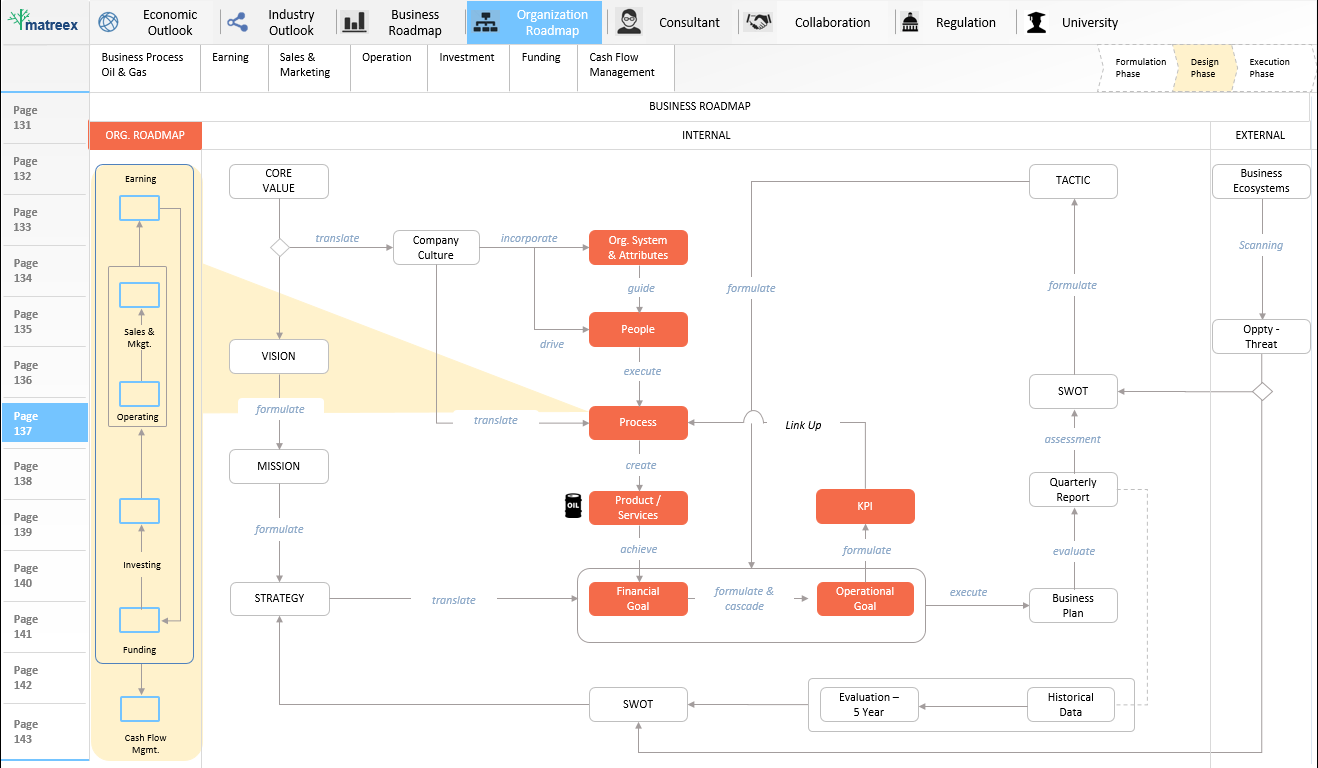 matreex
Economic
Outlook
Industry
Outlook
Business
Roadmap
Organization
Roadmap
Consultant
Collaboration
Regulation
University
Business Process
Oil & Gas
Earning
Sales &
Marketing
Operation
Investment
Funding
Cash Flow
Management
Formulation
Phase
Design
Phase
Execution
Phase
Page
131
Page
132
Page
133
Page
134
Page
135
Page
136
Page
137
Page
138
Page
139
Page
140
Page
141
Page
142
Page
143
BUSINESS ROADMAP
ORG. ROADMAP
INTERNAL
EXTERNAL
Earning
Sales &
Mkgt.
Operating
Investing
Funding
Cash Flow
Mgmt.
CORE
VALUE
translate
Company
Culture
incorporate
Org. System
& Attributes
guide
People
drive
execute
VISION
formulate
translate
Process
Link Up
MISSION
create
OIL
Product /
Services
KPI
formulate
achieve
formulate
STRATEGY
translate
Financial
Goal
formulate &
cascade
Operational
Goal
execute
Business
Plan
evaluate
Quarterly
Report
assessment
SWOT
formulate
TACTIC
formulate
Business
Ecosystems
Scanning
Oppty -
Threat
SWOT
Evaluation –
5 Year
Historical
Data